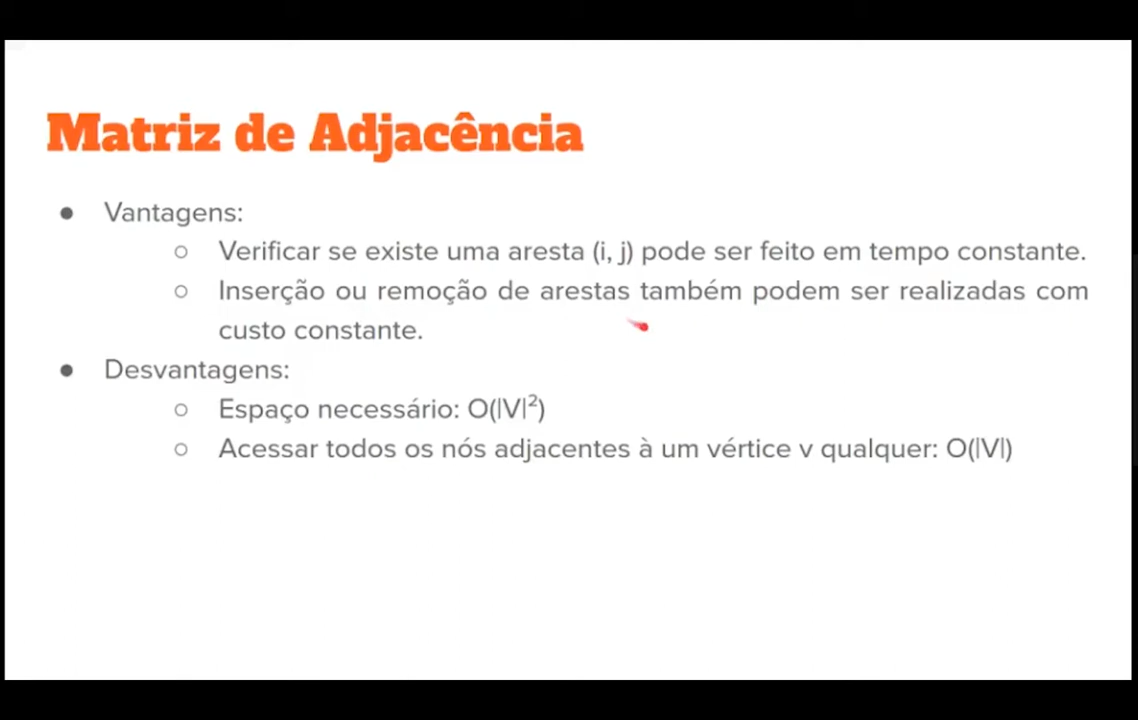 Matriz de Adjacência
● Vantagens:
○ Verificar se existe uma aresta (i, j) pode ser feito em tempo constante.
○ Inserção ou remoção de arestas também podem ser realizadas com
custo constante.
● Desvantagens:
○ Espaço necessário: O(|V|²)
○ Acessar todos os nós adjacentes à um vértice v qualquer: O(|V|)